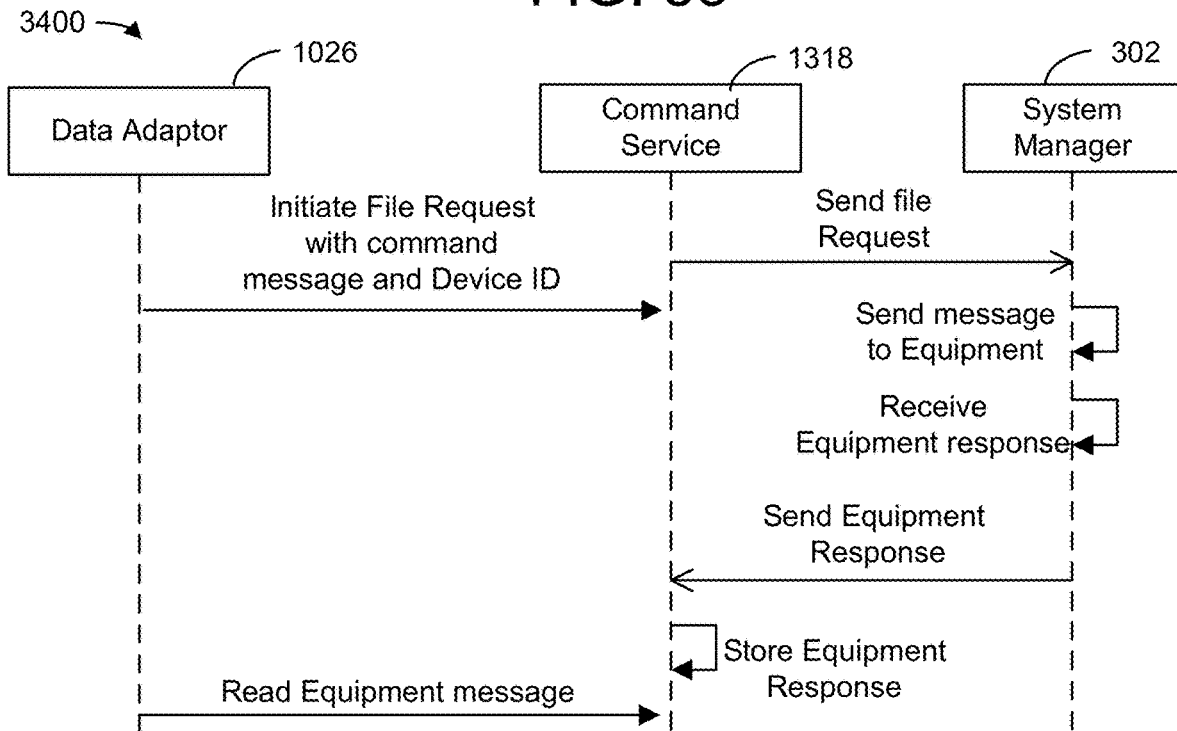 3400
1026
1318
302
Data Adaptor
Command
Service
System
Manager
Initiate File Request
with command
message and Device ID
Send file
Request
Send message
to Equipment
Receive
Equipment response
Send Equipment
Response
Store Equipment
Response
Read Equipment message